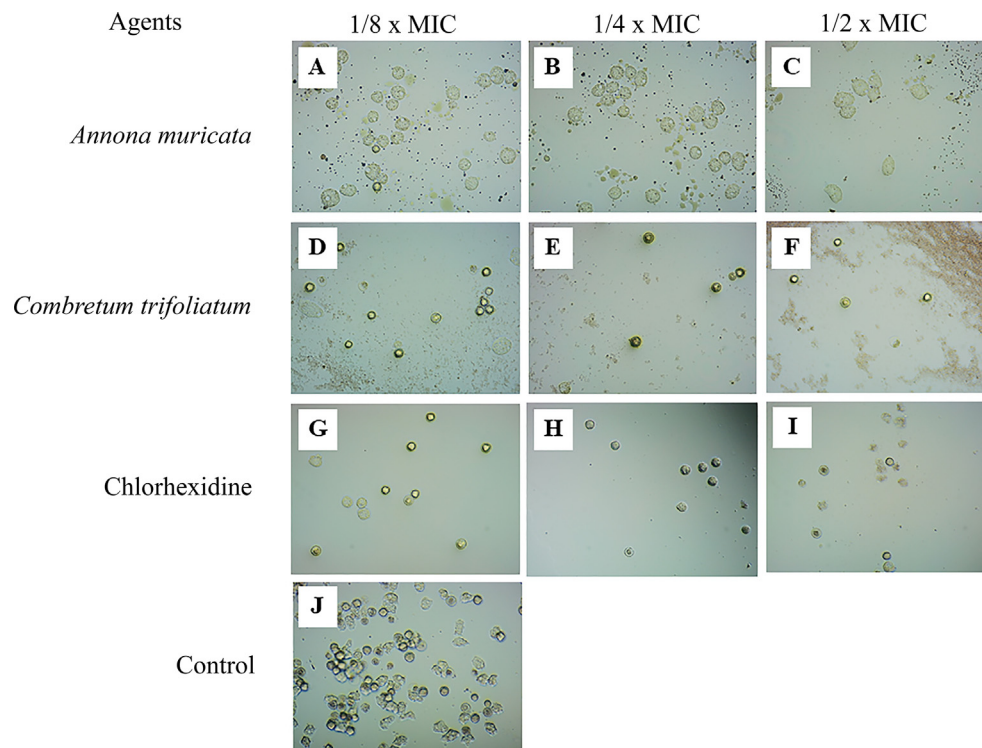 Agents 1/8 x MIC 1/4 x MIC 1/2 x MIC
A B C
Annona muricata
D E F
Combretum trifoliatum
G H I
Chlorhexidine
J
Control